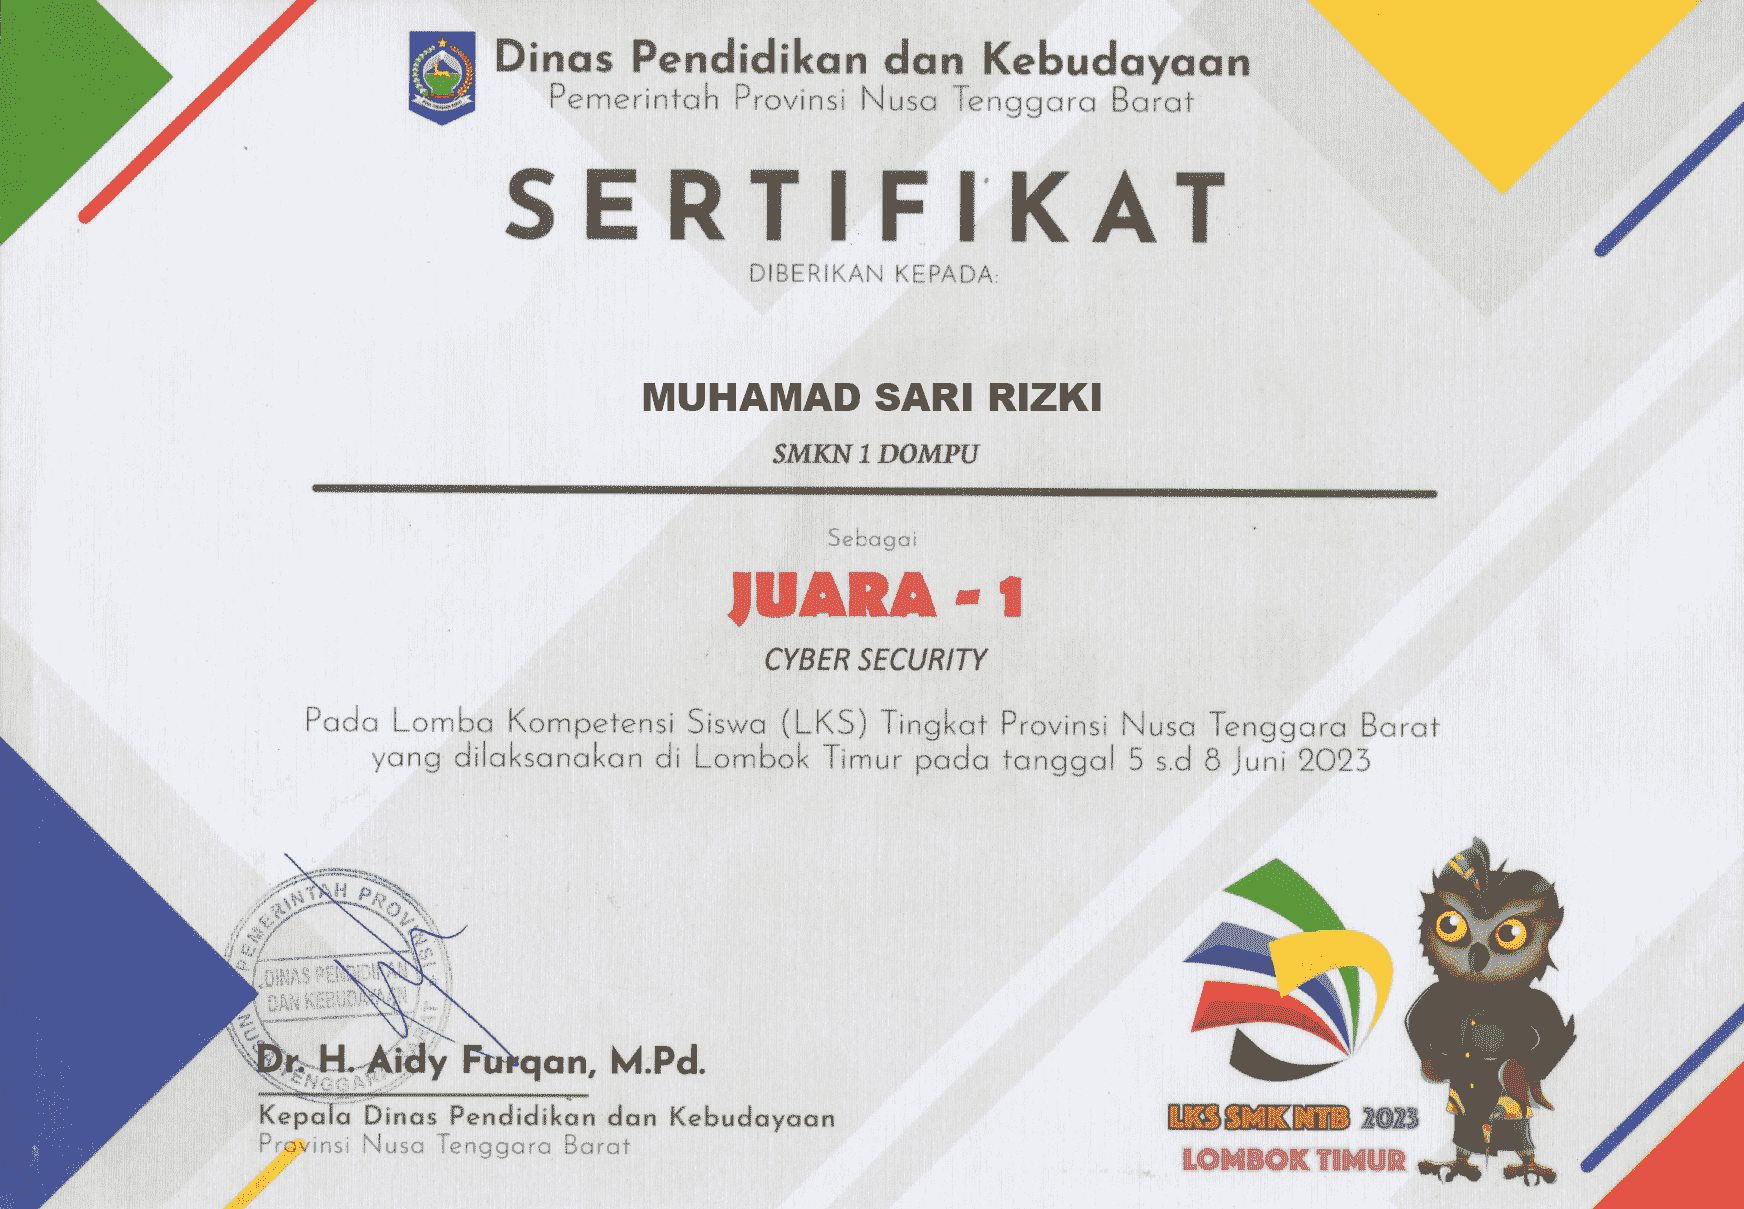 Dinas Pendidikan dan Kebudayaan
Pemerintah Provinsi Nusa Tenggara Barat
SERTIFIKAT
DIBERIKAN KEPADA:
MUHAMAD SARI RIZKI
SMKN 1 DOMPU
Sebagai
JUARA - 1
CYBER SECURITY
Pada Lomba Kompetensi Siswa (LKS) Tingkat Provinsi Nusa Tenggara Barat
yang dilaksanakan di Lombok Timur pada tanggal 5 s.d 8 Juni 2023
PEMERINTAH PROVINSI
DINAS PENDIDIKAN
DAN KEBUDAYAAN
NUSA TENGGARA BARAT
Dr. H. Aidy Furqan, M.Pd.
Kepala Dinas Pendidikan dan Kebudayaan
Provinsi Nusa Tenggara Barat
LKS SMK NTB 2023
LOMBOK TIMUR